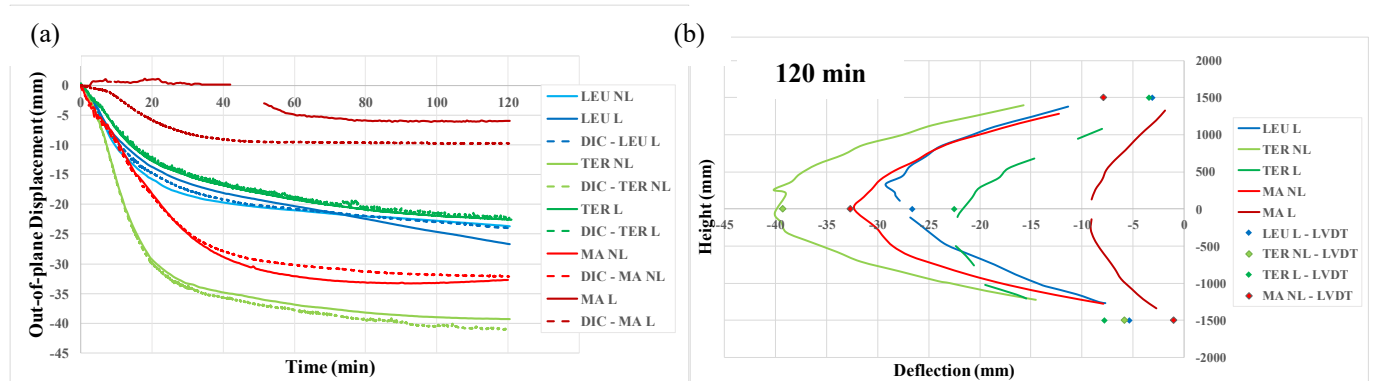 (a)
Out-of-plane Displacement (mm)
5
0
-5
-10
-15
-20
-25
-30
-35
-40
-45
0
20
40
60
80
100
120
Time (min)
LEU NL
LEU L
DIC - LEU L
TER NL
DIC - TER NL
TER L
DIC - TER L
MA NL
DIC - MA NL
MA L
DIC - MA L
(b)
120 min
Height (mm)
2000
1500
1000
500
0
-500
-1000
-1500
-2000
-45
-40
-35
-30
-25
-20
-15
-10
-5
0
Deflection (mm)
LEU L
TER NL
TER L
MA NL
MA L
LEU L - LVDT
TER NL - LVDT
TER L - LVDT
MA NL - LVDT